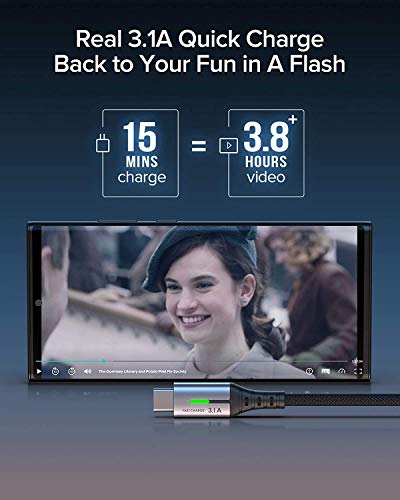 Real 3.1A Quick Charge
Back to Your Fun in A Flash
15
MINS
charge
=
3.8+
HOURS
video
The Guernsey Literary and Potato Peel Pie Society
FAST CHARGE 3.1A